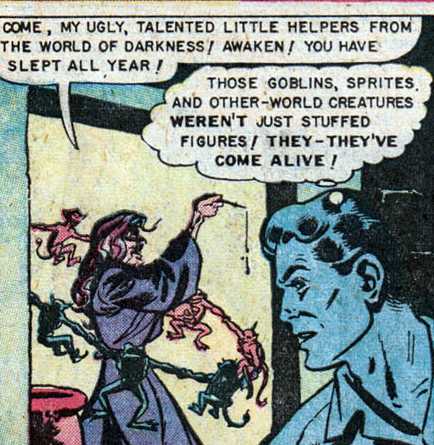 COME, MY UGLY, TALENTED LITTLE HELPERS FROM
THE WORLD OF DARKNESS! AWAKEN! YOU HAVE
SLEPT ALL YEAR!
THOSE GOBLINS, SPRITES,
AND OTHER-WORLD CREATURES
WEREN'T JUST STUFFED
FIGURES! THEY-THEY'VE
COME ALIVE!